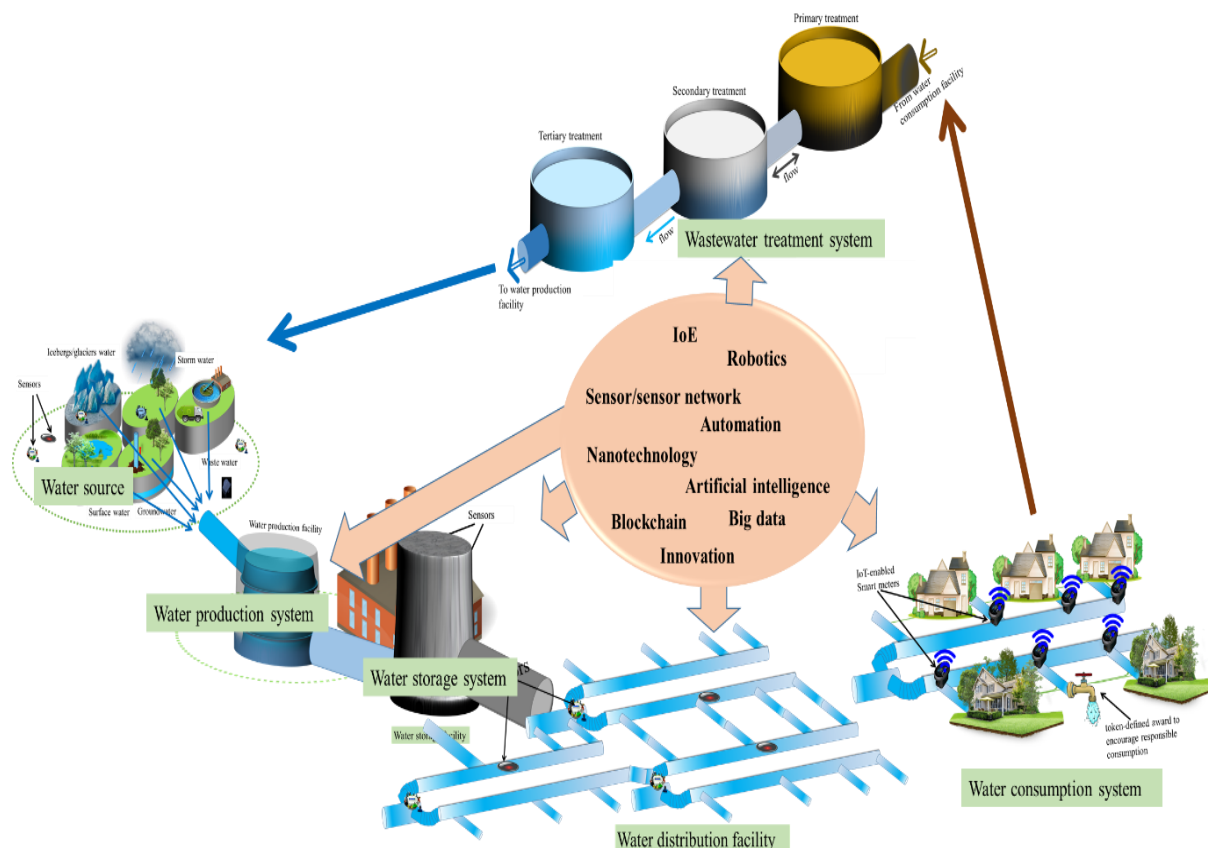 Primary treatment
From water
consumption facility
Secondary treatment
flow
Tertiary treatment
flow
Wastewater treatment system
To water production
facility
IoE
Robotics
Sensor/sensor network
Automation
Nanotechnology
Artificial intelligence
Blockchain
Big data
Innovation
Icebergs/glaciers water
Storm water
Sensors
Waste water
Water source
Surface water
Groundwater
Water production facility
Sensors
Water production system
Water storage system
Water storage facility
IoT-enabled
Smart meters
token-defined award to
encourage responsible
consumption
Water consumption system
Water distribution facility